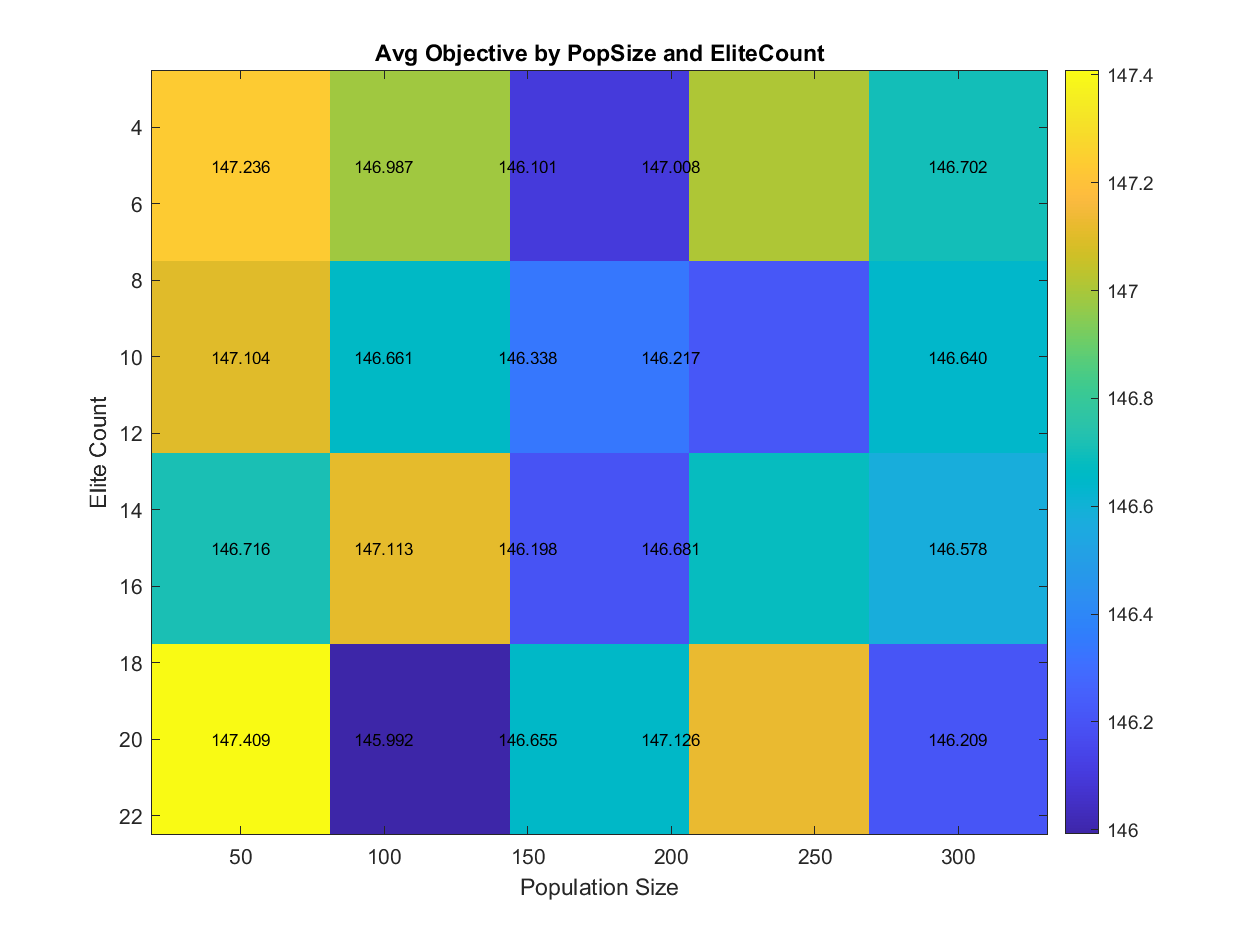 Avg Objective by PopSize and EliteCount
147.4
4
147.236 146.987 146.101 147.008 146.702
147.2
6
8
147
10
147.104 146.661 146.338 146.217 146.640
146.8
12
Elite Count
14
146.6
146.716 147.113 146.198 146.681 146.578
16
146.4
18
146.2
20
147.409 145.992 146.655 147.126 146.209
22
146
50 100 150 200 250 300
Population Size